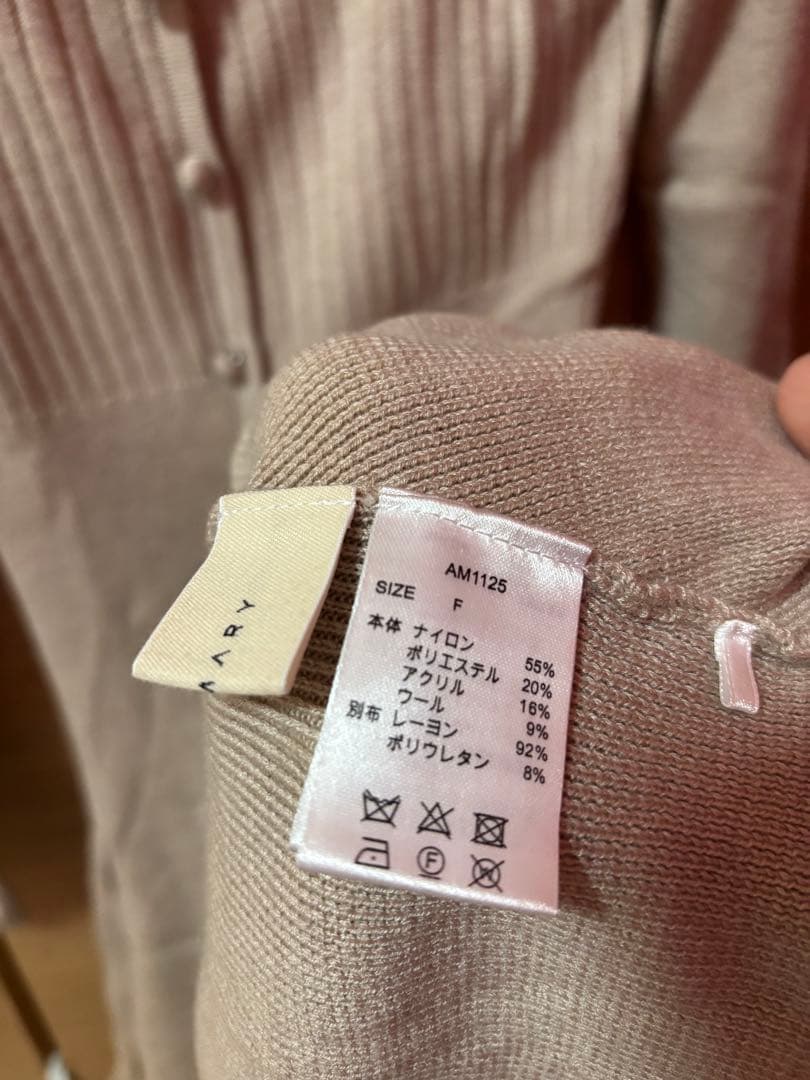 AARY
AM1125
SIZE F
本体 ナイロン 55%
ポリエステル 20%
アクリル 16%
ウール 9%
別布 レーヨン 92%
ポリウレタン 8%
F
W